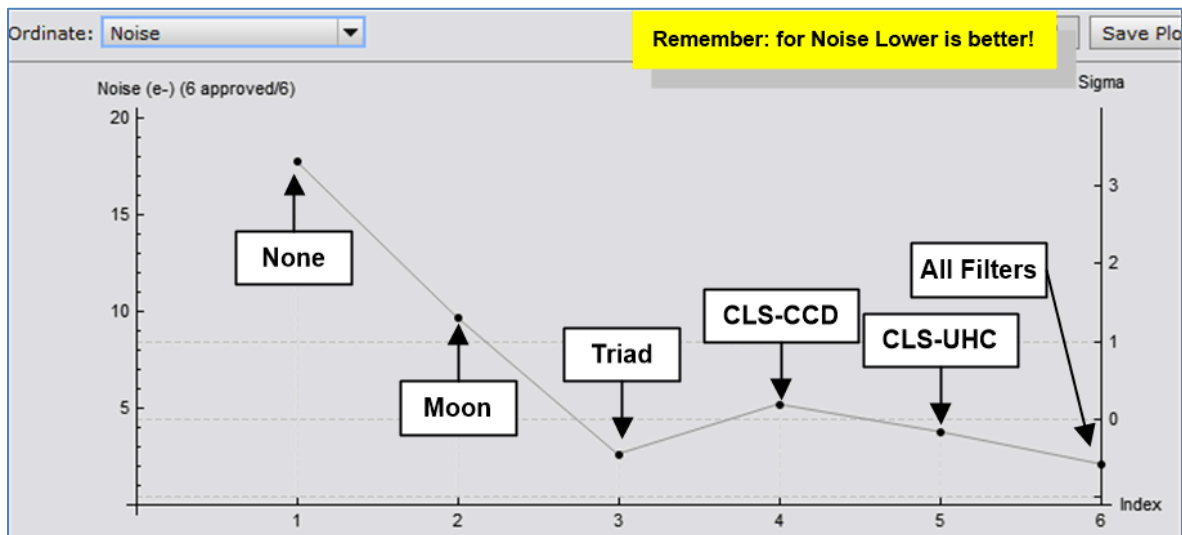 Ordinate: Noise
Remember: for Noise Lower is better!
Save Plo
Noise (e-) (6 approved/6)
Sigma
20
15
10
5
3
2
1
0
None
Moon
Triad
CLS-CCD
CLS-UHC
All Filters
1 2 3 4 5 6
Index